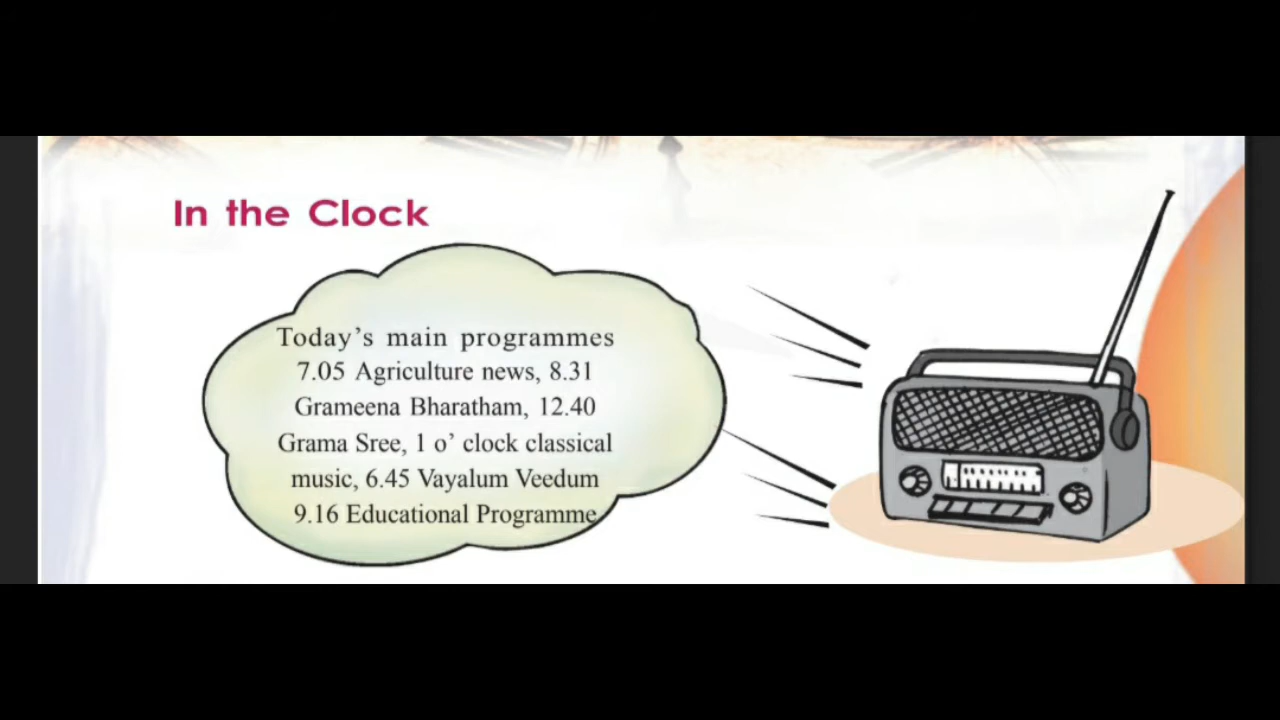 In the Clock
Today's main programmes
7.05 Agriculture news, 8.31
Grameena Bharatham, 12.40
Grama Sree, 1 o' clock classical
music, 6.45 Vayalum Veedum
9.16 Educational Programme